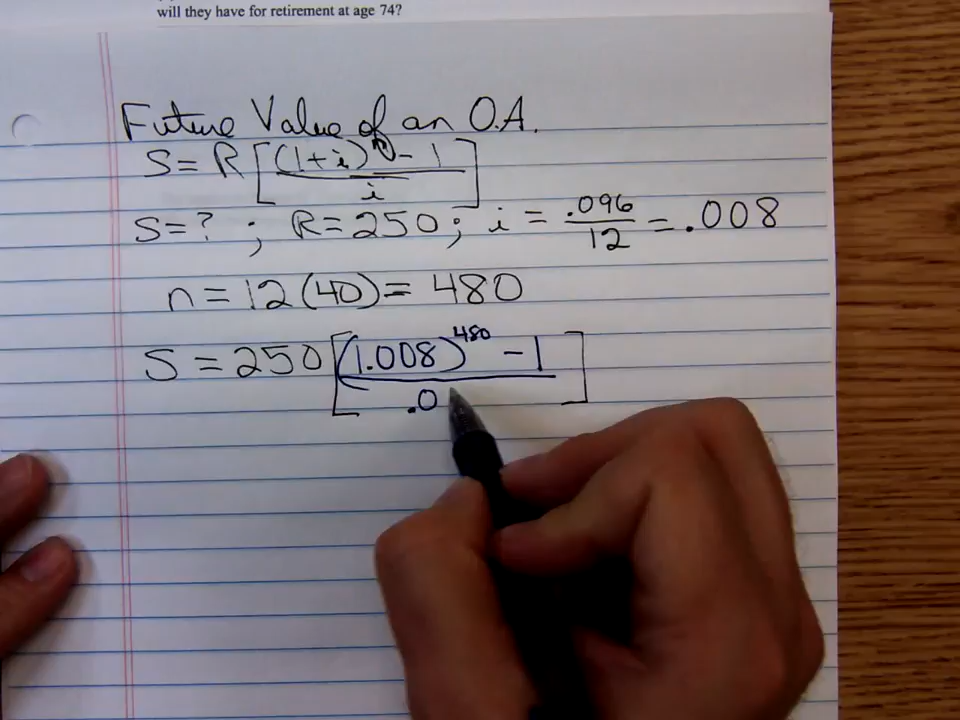 will they have for retirement at age 74?
Future Value of an O.A.
S = R [ (1+i)^n - 1 / i ]
S = ? ; R = 250 ; i = .096 / 12 = .008
n = 12 (40) = 480
S = 250 [ (1.008)^480 - 1 / .0 ]